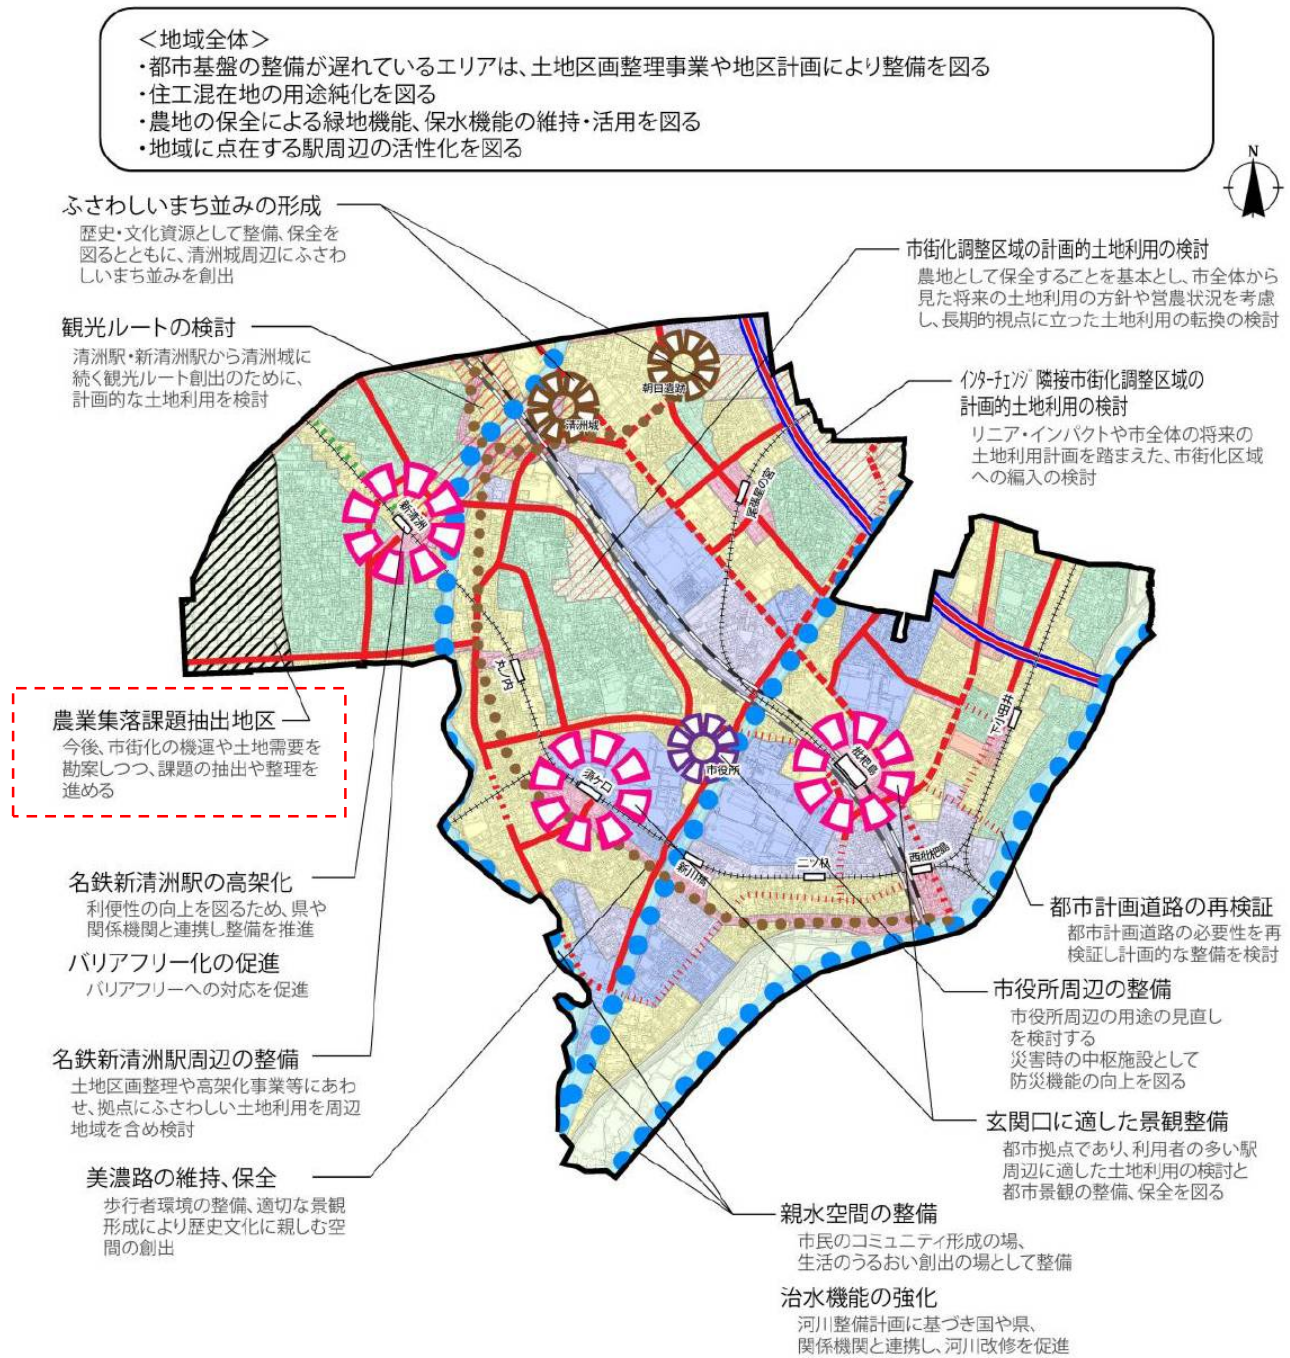 ＜地域全体＞
・都市基盤の整備が遅れているエリアは、土地区画整理事業や地区計画により整備を図る
・住工混在地の用途純化を図る
・農地の保全による緑地機能、保水機能の維持・活用を図る
・地域に点在する駅周辺の活性化を図る
N
ふさわしいまち並みの形成
歴史・文化資源として整備、保全を
図るとともに、清洲城周辺にふさわ
しいまち並みを創出
観光ルートの検討
清洲駅・新清洲駅から清洲城に
続く観光ルート創出のために、
計画的な土地利用を検討
市街化調整区域の計画的土地利用の検討
農地として保全することを基本とし、市全体から
見た将来の土地利用の方針や営農状況を考慮
し、長期的視点に立った土地利用の転換の検討
インターチェンジ隣接市街化調整区域の
計画的土地利用の検討
リニア・インパクトや市全体の将来の
土地利用計画を踏まえた、市街化区域
への編入の検討
朝日遺跡
清洲城
新清洲
尾張星の宮
丸ノ内
下小田井
市役所
枇杷島
須ケ口
新川橋
二ツ杁
西枇杷島
農業集落課題抽出地区
今後、市街化の機運や土地需要を
勘案しつつ、課題の抽出や整理を
進める
名鉄新清洲駅の高架化
利便性の向上を図るため、県や
関係機関と連携し整備を推進
バリアフリー化の促進
バリアフリーへの対応を促進
名鉄新清洲駅周辺の整備
土地区画整理や高架化事業等にあわ
せ、拠点にふさわしい土地利用を周辺
地域を含め検討
美濃路の維持、保全
歩行者環境の整備、適切な景観
形成により歴史文化に親しむ空
間の創出
都市計画道路の再検証
都市計画道路の必要性を再
検証し計画的な整備を検討
市役所周辺の整備
市役所周辺の用途の見直し
を検討する
災害時の中枢施設として
防災機能の向上を図る
玄関口に適した景観整備
都市拠点であり、利用者の多い駅
周辺に適した土地利用の検討と
都市景観の整備、保全を図る
親水空間の整備
市民のコミュニティ形成の場、
生活のうるおい創出の場として整備
治水機能の強化
河川整備計画に基づき国や県、
関係機関と連携し、河川改修を促進